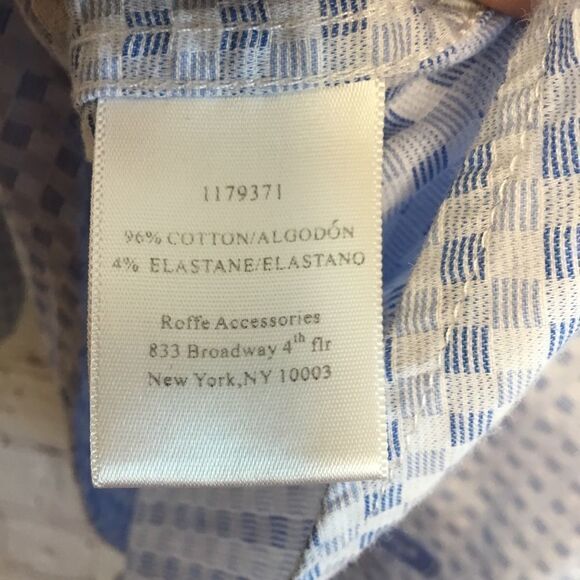 1179371
96% COTTON/ALGODÓN
4% ELASTANE/ELASTANO
Roffe Accessories
833 Broadway 4th flr
New York,NY 10003